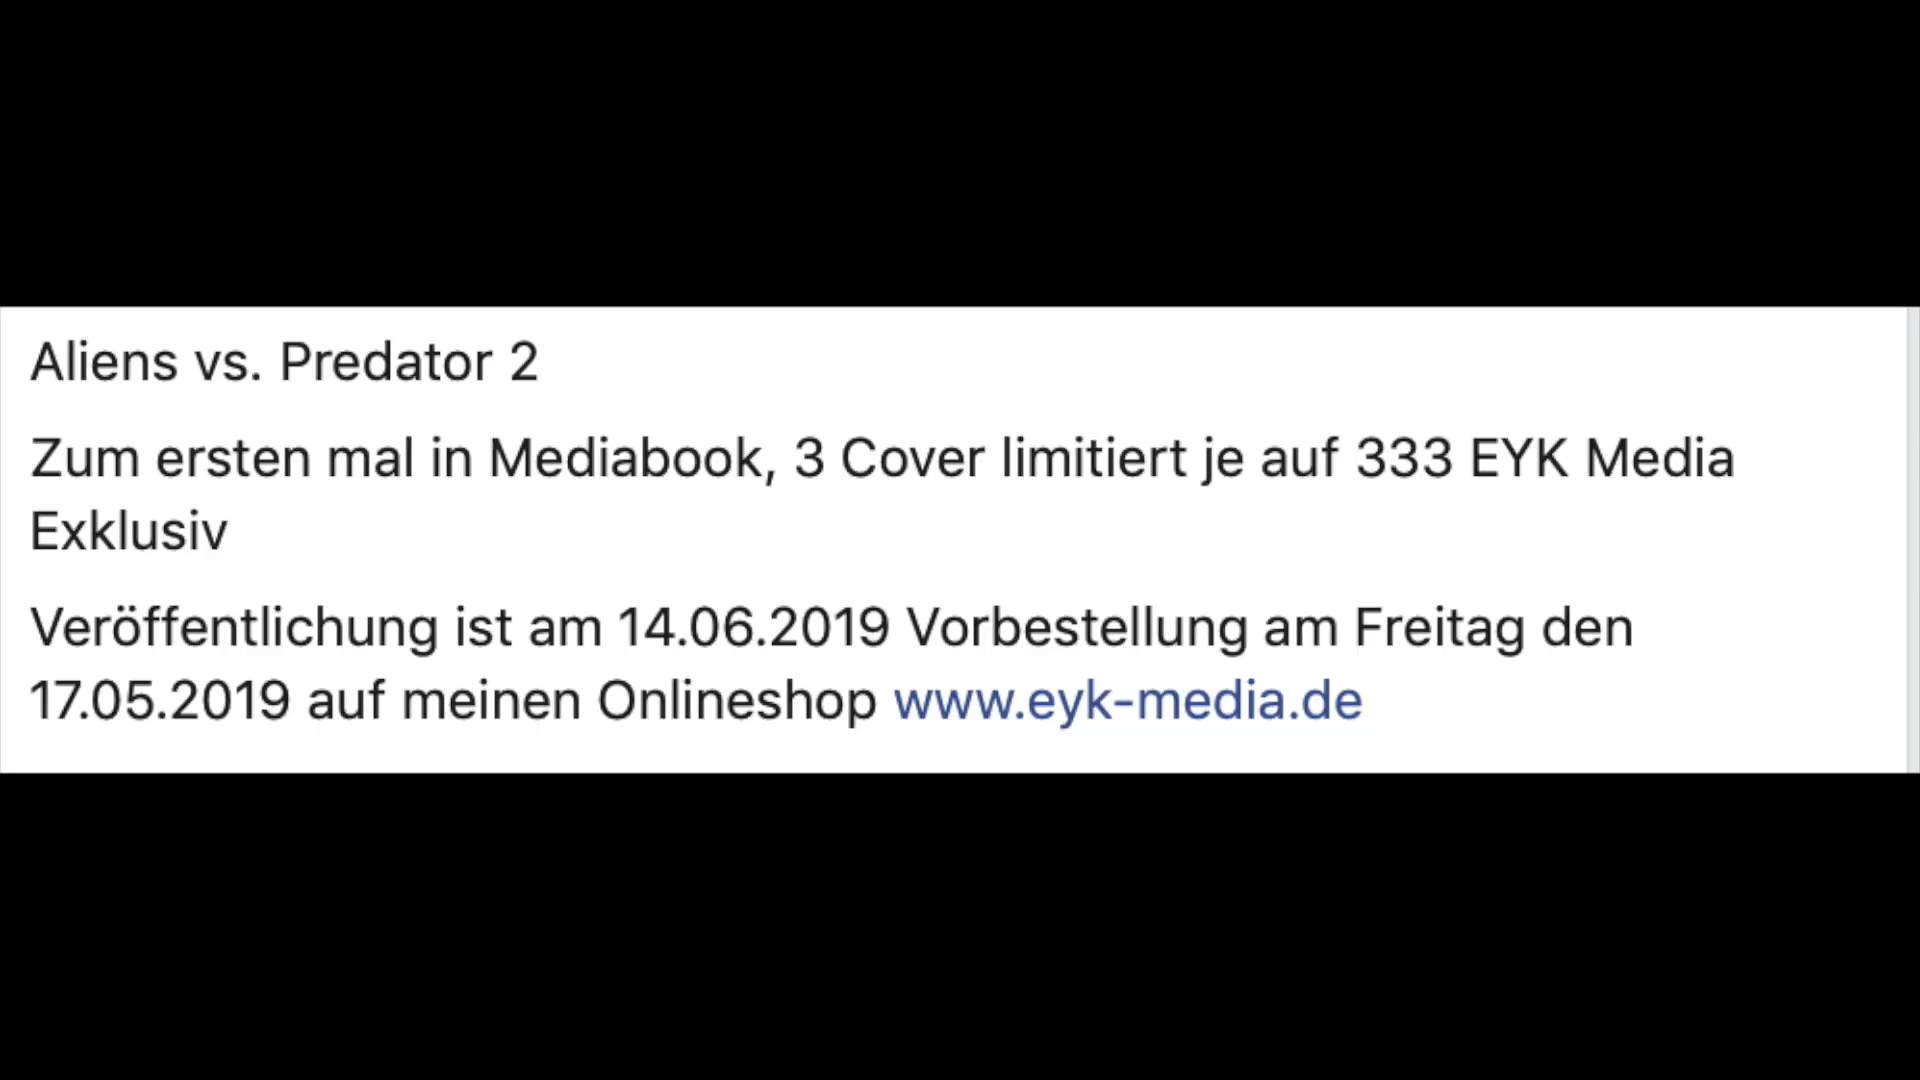 Aliens vs. Predator 2
Zum ersten mal in Mediabook, 3 Cover limitiert je auf 333 EYK Media
Exklusiv
Veröffentlichung ist am 14.06.2019 Vorbestellung am Freitag den
17.05.2019 auf meinen Onlineshop www.eyk-media.de